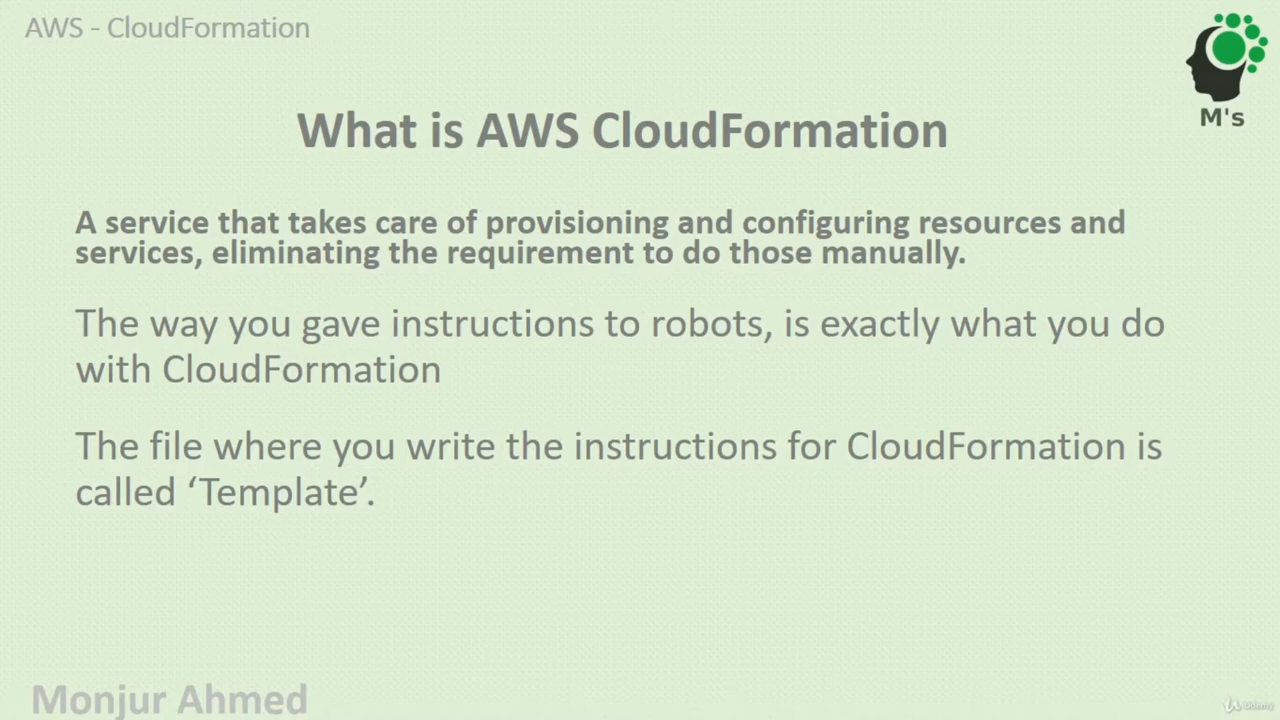 AWS - CloudFormation
M's
What is AWS CloudFormation
A service that takes care of provisioning and configuring resources and
services, eliminating the requirement to do those manually.
The way you gave instructions to robots, is exactly what you do
with CloudFormation
The file where you write the instructions for CloudFormation is
called ‘Template’.
Monjur Ahmed
Udemy